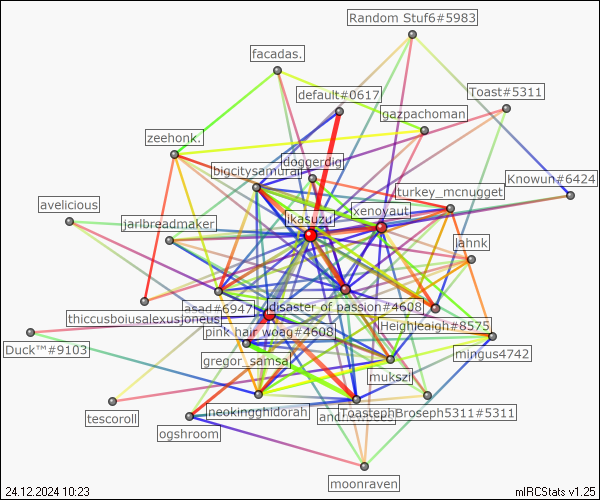 Random Stuf6#5983
facadas.
Toast#5311
default#0617
gazpachoman
zeehonk.
doggerdig
bigcitysamurai
Knowun#6424
turkey_mcnugget
avelicious
xenoyaut
ikasuzu
jarlbreadmaker
lahnk
asad#6947
disaster of passion#4608
thiccusboiusalexusjoneus
Heighleaigh#8575
pink hair woag#4608
Duck™#9103
mingus4742
gregor_samsa
mukszi
neokingghidorah
ToastephBroseph5311#5311
tescoroll
ogshroom
moonraven
24.12.2024 10:23
mIRCStats v1.25